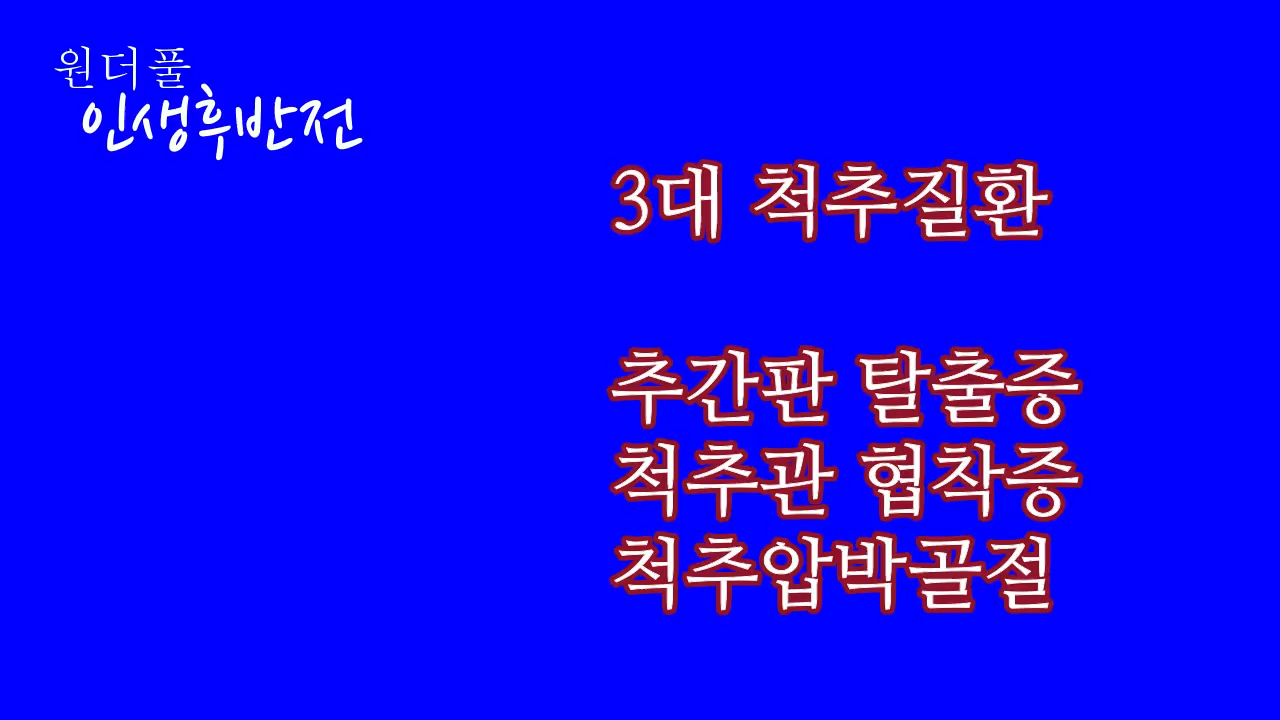 원더풀
인생후반전
3대 척추질환
추간판 탈출증
척추관 협착증
척추압박골절